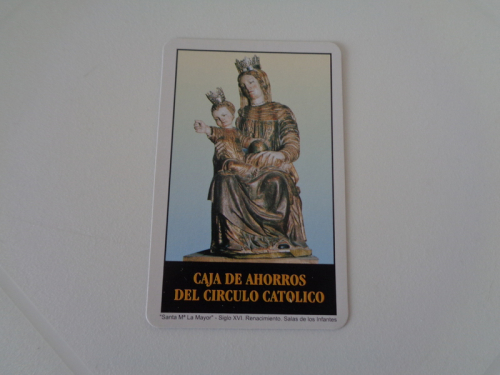 CAJA DE AHORROS
DEL CIRCULO CATOLICO
"Santa Mª La Mayor" - Siglo XVI. Renacimiento. Salas de los Infantes